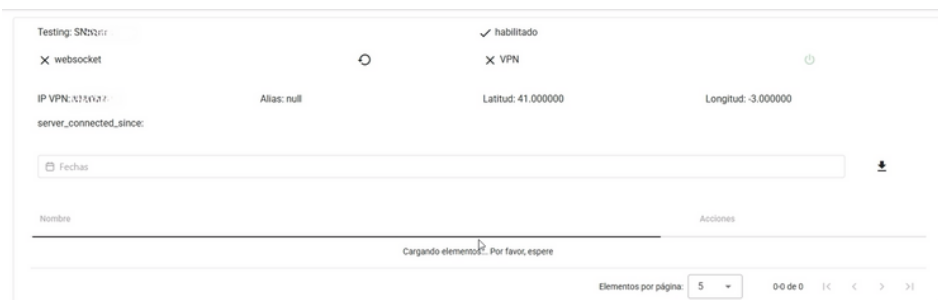 Testing:
habilitado
websocket
VPN
IP VPN:
Alias: null
Latitud: 41.000000
Longitud: -3.000000
server_connected_since:
Fechas
Nombre
Acciones
Cargando elementos... Por favor, espere
Elementos por página: 5
0-0 de 0